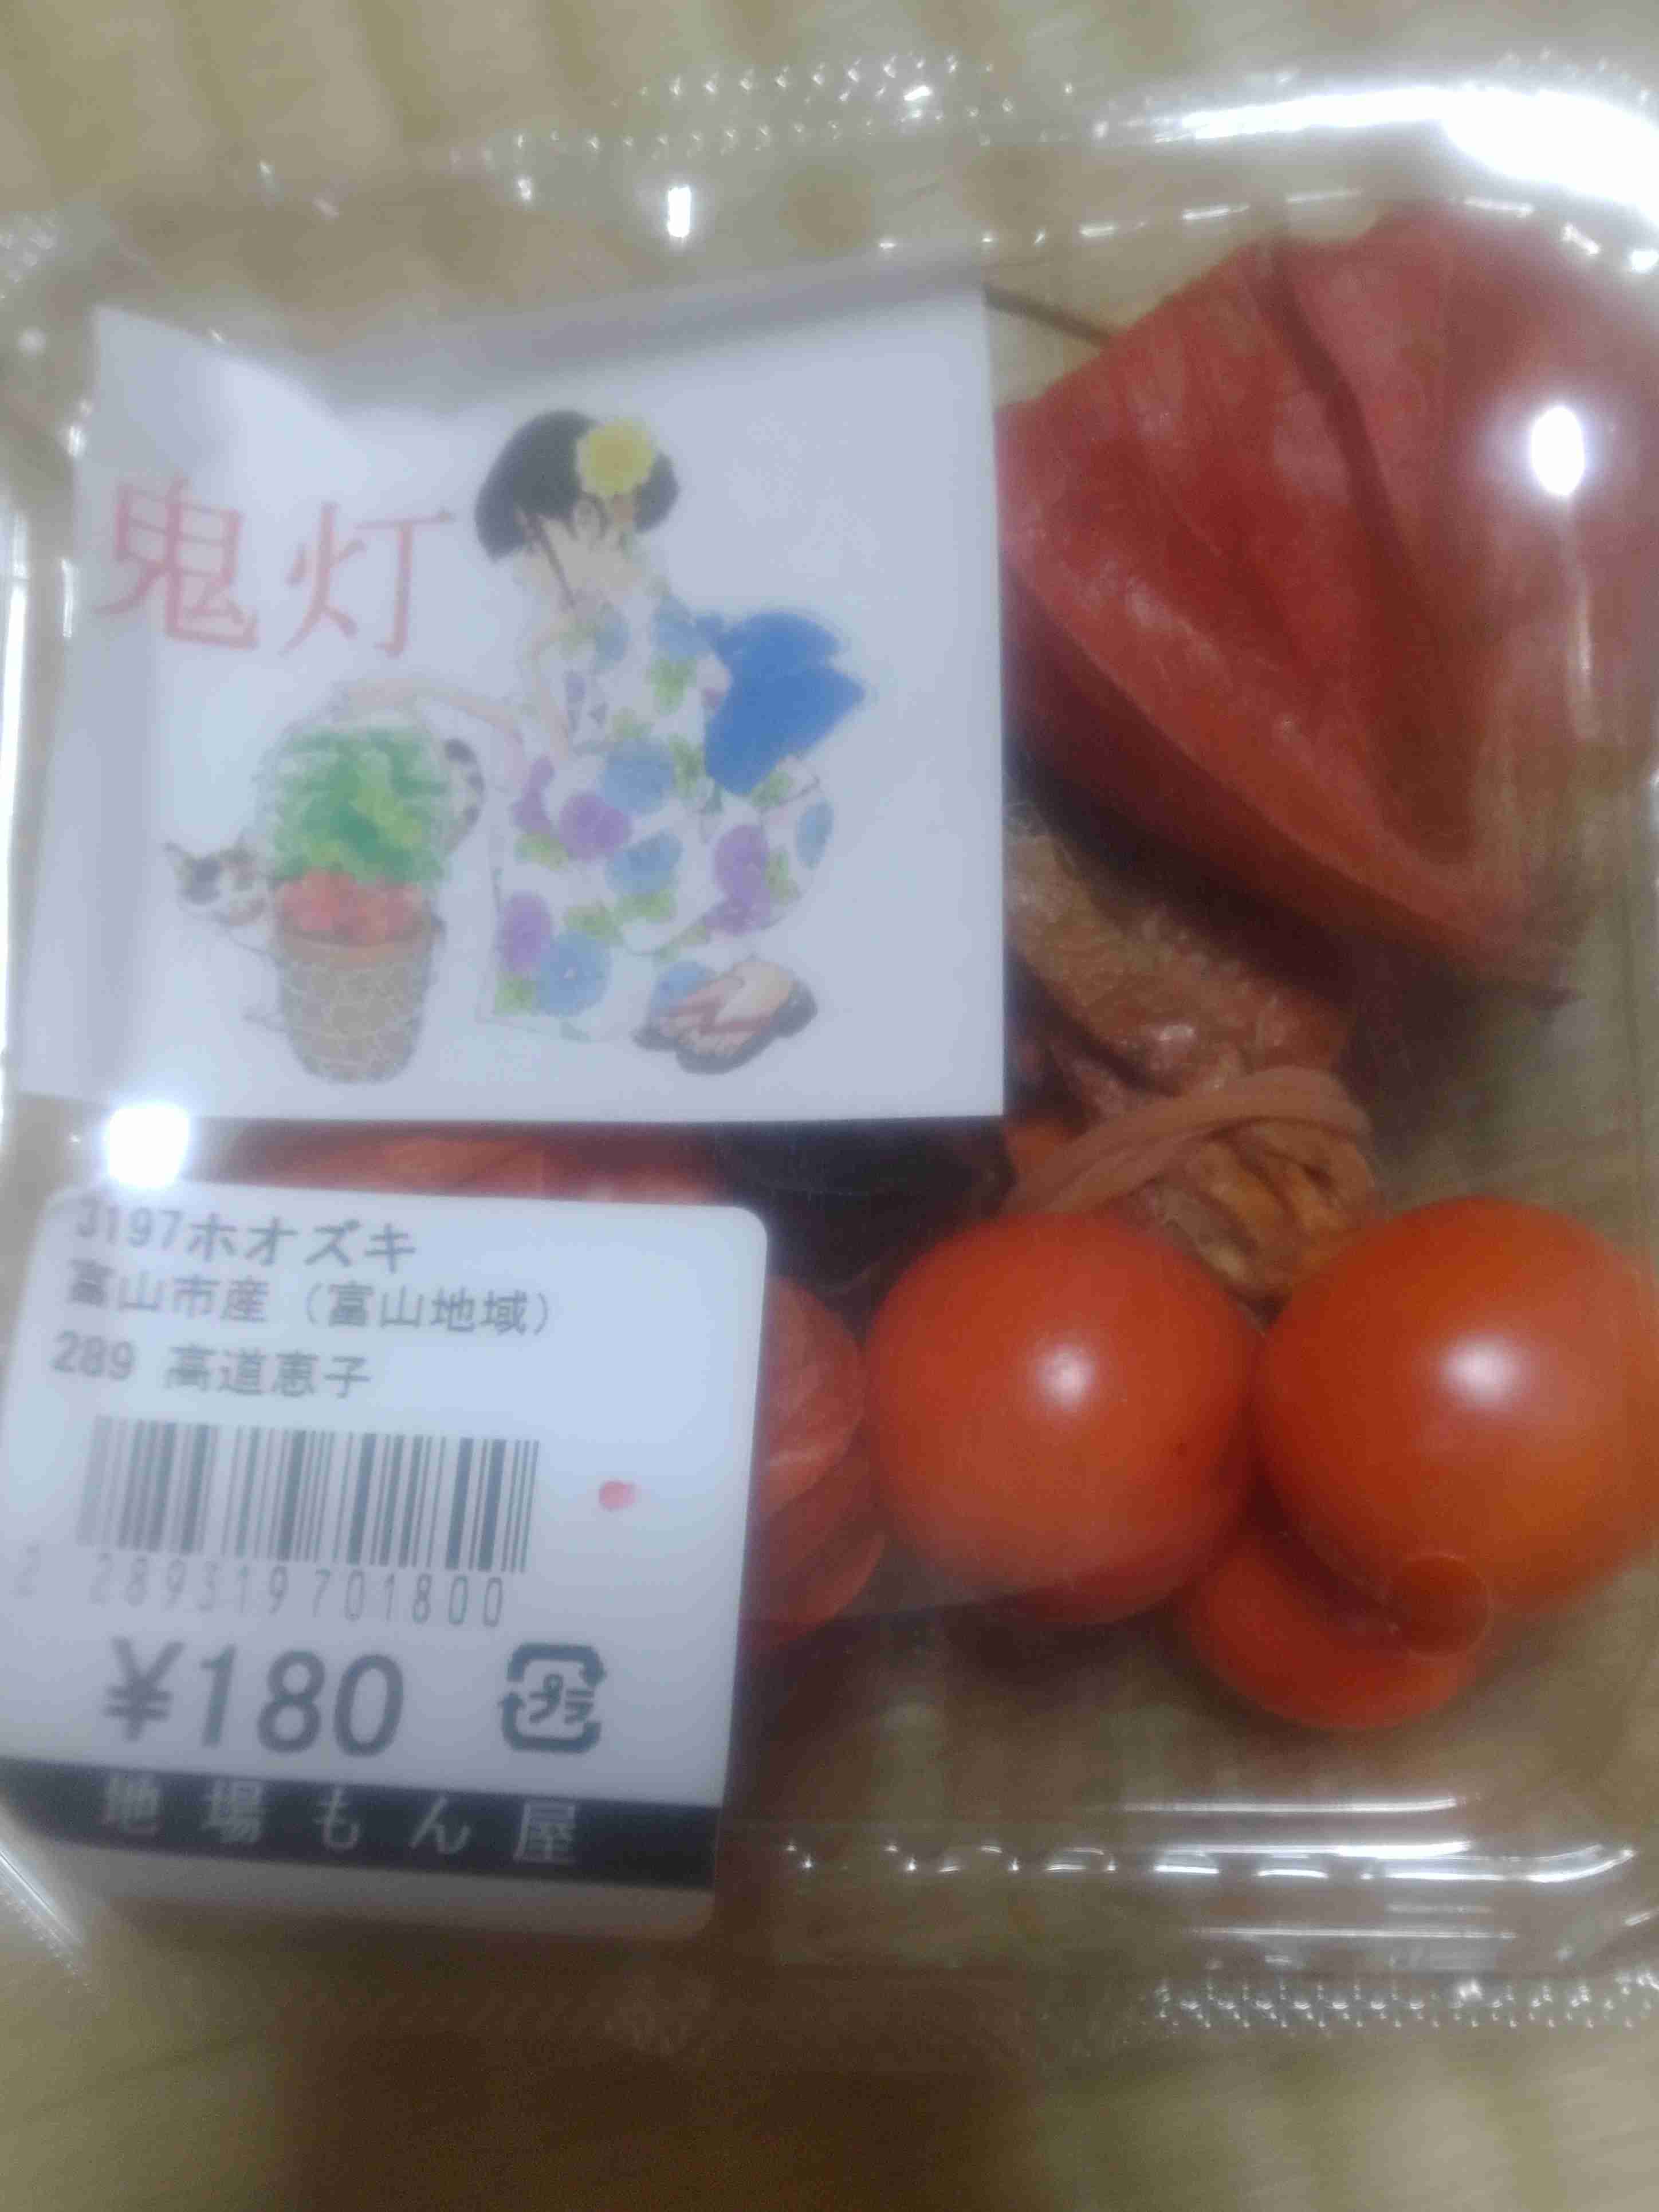 鬼灯
3197ホオズキ
富山市産（富山地域）
289 高道恵子
2 289319701800
¥180
プラ
地場もん屋